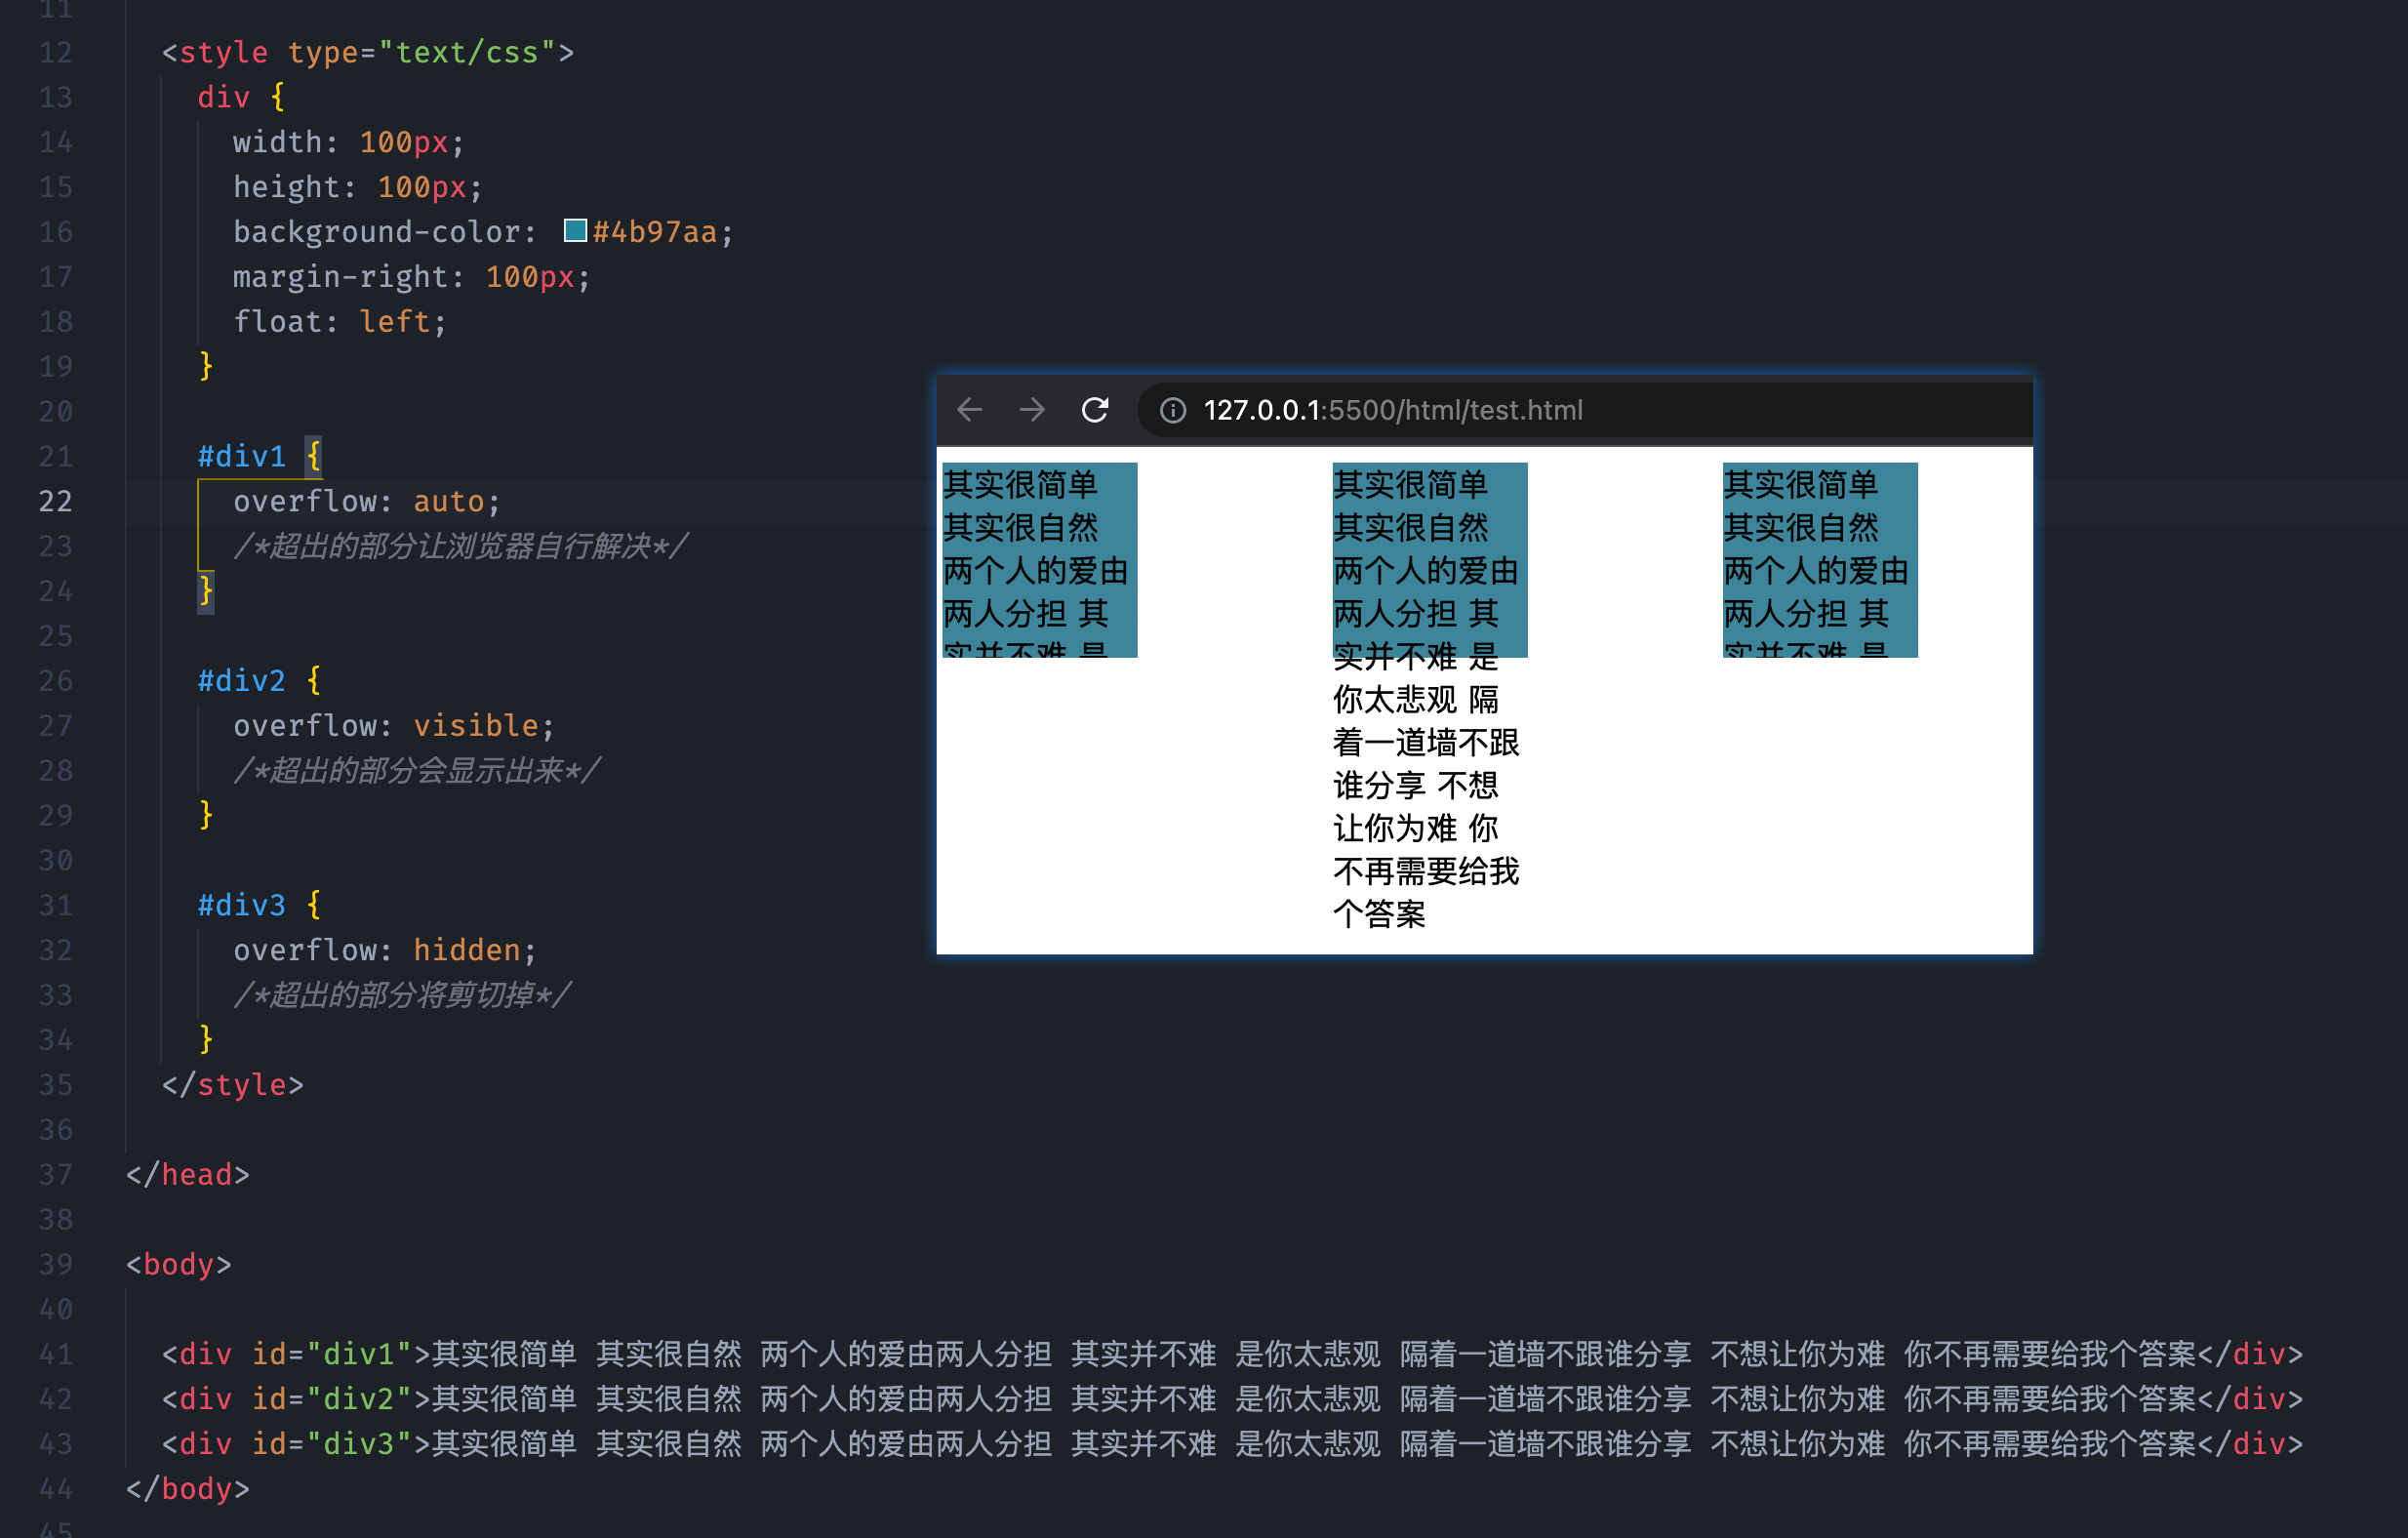 11
12 <style type="text/css">
13 div {
14 width: 100px;
15 height: 100px;
16 background-color: #4b97aa;
17 margin-right: 100px;
18 float: left;
19 }
20
21 #div1 {
22 overflow: auto;
23 /*超出的部分让浏览器自行解决*/
24 }
25
26 #div2 {
27 overflow: visible;
28 /*超出的部分会显示出来*/
29 }
30
31 #div3 {
32 overflow: hidden;
33 /*超出的部分将剪切掉*/
34 }
35 </style>
36
37 </head>
38
39 <body>
40
41 <div id="div1">其实很简单 其实很自然 两个人的爱由两人分担 其实并不难 是你太悲观 隔着一道墙不跟谁分享 不想让你为难 你不再需要给我个答案</div>
42 <div id="div2">其实很简单 其实很自然 两个人的爱由两人分担 其实并不难 是你太悲观 隔着一道墙不跟谁分享 不想让你为难 你不再需要给我个答案</div>
43 <div id="div3">其实很简单 其实很自然 两个人的爱由两人分担 其实并不难 是你太悲观 隔着一道墙不跟谁分享 不想让你为难 你不再需要给我个答案</div>
44 </body>
45
127.0.0.1:5500/html/test.html
其实很简单
其实很自然
两个人的爱由
两人分担 其
实并不难 是
其实很简单
其实很自然
两个人的爱由
两人分担 其
实并不难 是
你太悲观 隔
着一道墙不跟
谁分享 不想
让你为难 你
不再需要给我
个答案
其实很简单
其实很自然
两个人的爱由
两人分担 其
实并不难 是